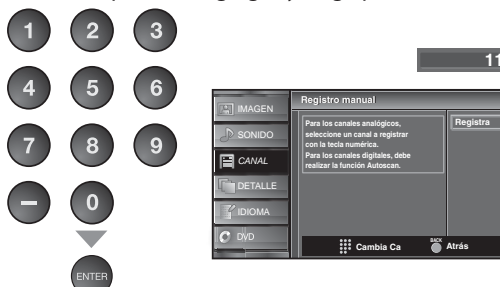 1 2 3
4 5 6
7 8 9
– 0
ENTER
11
Registro manual
IMAGEN
SONIDO
CANAL
DETALLE
IDIOMA
DVD
Para los canales analógicos,
seleccione un canal a registrar
con la tecla numérica.
Para los canales digitales, debe
realizar la función Autoscan.
Registra
Cambia Ca
BACK
Atrás